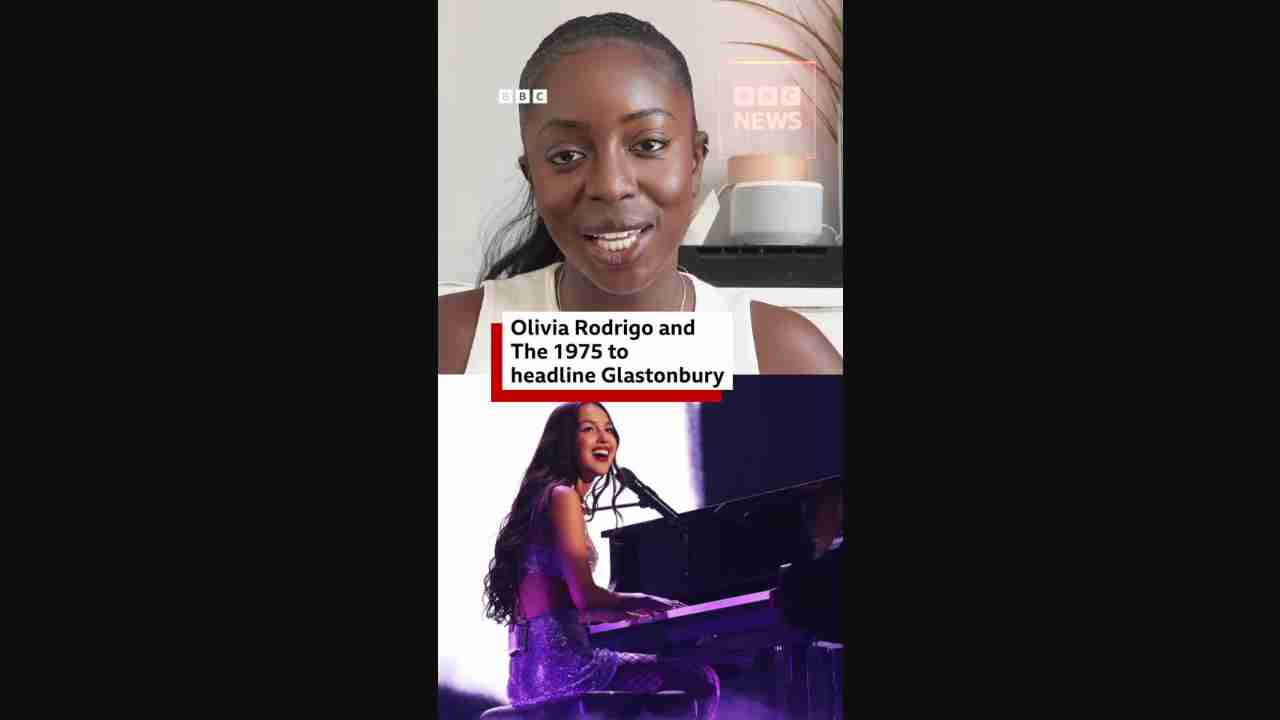 BBC
BBC
NEWS
Olivia Rodrigo and
The 1975 to
headline Glastonbury